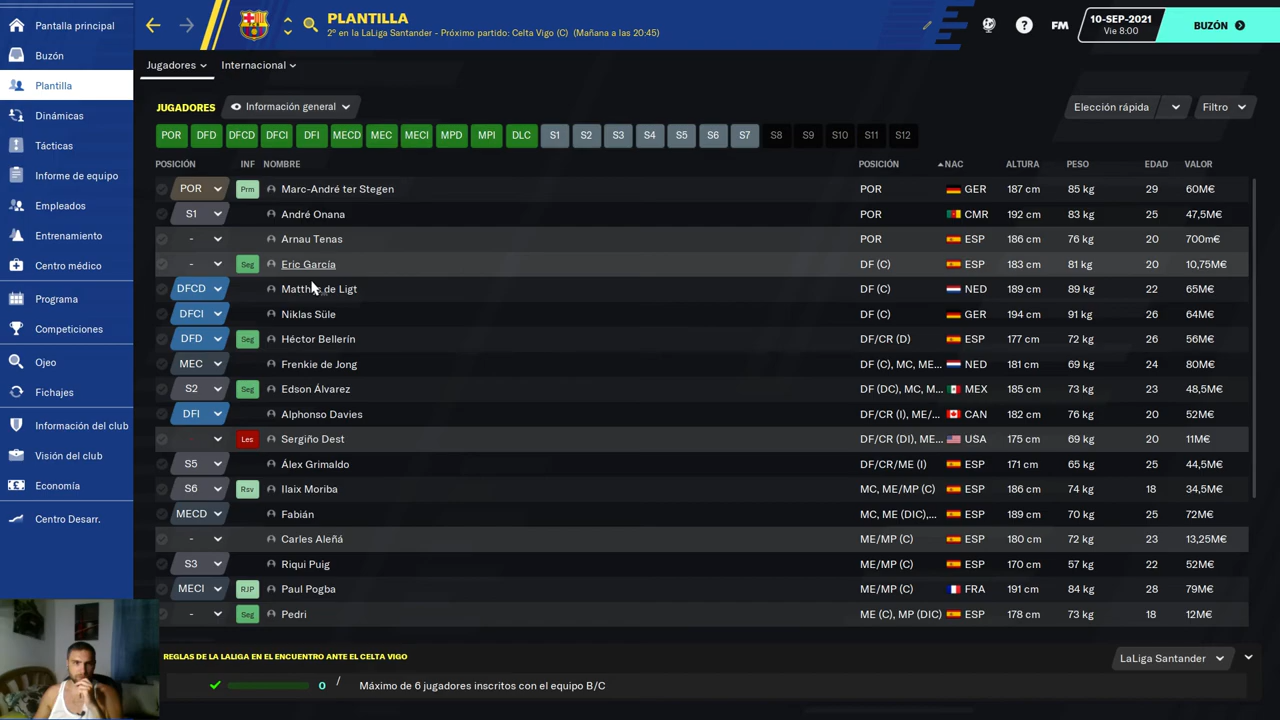 Pantalla principal
Buzón
Plantilla
Dinámicas
Tácticas
Informe de equipo
Empleados
Entrenamiento
Centro médico
Programa
Competiciones
Ojeo
Fichajes
Información del club
Visión del club
Economía
Centro Desarr.
PLANTILLA
2º en la LaLiga Santander - Próximo partido: Celta Vigo (C) (Mañana a las 20:45)
FM
10-SEP-2021
Vie 8:00
BUZÓN
Jugadores Internacional
JUGADORES Información general Elección rápida Filtro
POR DFD DFCD DFCI DFI MECD MEC MECI MPD MPI DLC S1 S2 S3 S4 S5 S6 S7 S8 S9 S10 S11 S12
POSICIÓN INF NOMBRE POSICIÓN NAC ALTURA PESO EDAD VALOR
POR Prm Marc-André ter Stegen POR GER 187 cm 85 kg 29 60M€
S1 André Onana POR CMR 192 cm 83 kg 25 47,5M€
- Arnau Tenas POR ESP 186 cm 76 kg 20 700m€
- Seg Eric García DF (C) ESP 183 cm 81 kg 20 10,75M€
DFCD Matthijs de Ligt DF (C) NED 189 cm 89 kg 22 65M€
DFCI Niklas Süle DF (C) GER 194 cm 91 kg 26 64M€
DFD Seg Héctor Bellerín DF/CR (D) ESP 177 cm 72 kg 26 56M€
MEC Frenkie de Jong DF (C), MC, ME... NED 181 cm 69 kg 24 80M€
S2 Seg Edson Álvarez DF (DC), MC, M... MEX 185 cm 73 kg 23 48,5M€
DFI Alphonso Davies DF/CR (I), ME/... CAN 182 cm 76 kg 20 52M€
Les Sergiño Dest DF/CR (DI), ME... USA 175 cm 69 kg 20 11M€
S5 Álex Grimaldo DF/CR/ME (I) ESP 171 cm 65 kg 25 44,5M€
S6 Rsv Ilaix Moriba MC, ME/MP (C) ESP 186 cm 74 kg 18 34,5M€
MECD Fabián MC, ME (DIC),... ESP 189 cm 70 kg 25 72M€
- Carles Aleñá ME/MP (C) ESP 180 cm 72 kg 23 13,25M€
S3 Riqui Puig ME/MP (C) ESP 170 cm 57 kg 22 52M€
MECI RJP Paul Pogba ME/MP (C) FRA 191 cm 84 kg 28 79M€
- Seg Pedri ME (C), MP (DIC) ESP 178 cm 73 kg 18 12M€
REGLAS DE LA LALIGA EN EL ENCUENTRO ANTE EL CELTA VIGO LaLiga Santander
0 / Máximo de 6 jugadores inscritos con el equipo B/C